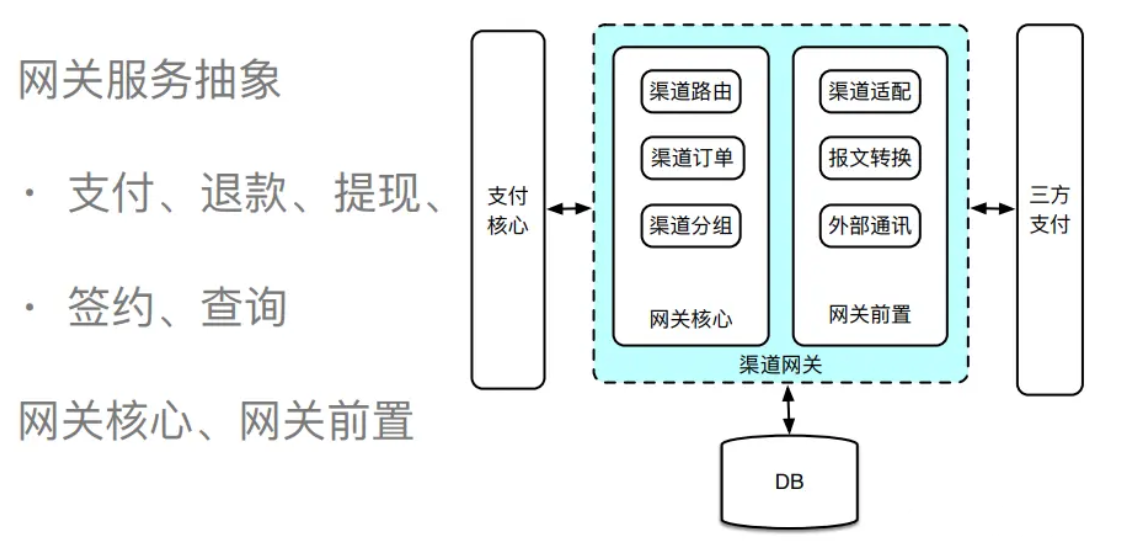 网关服务抽象
· 支付、退款、提现、
· 签约、查询
网关核心、网关前置
支付
核心
渠道路由
渠道订单
渠道分组
网关核心
渠道适配
报文转换
外部通讯
网关前置
渠道网关
三方
支付
DB